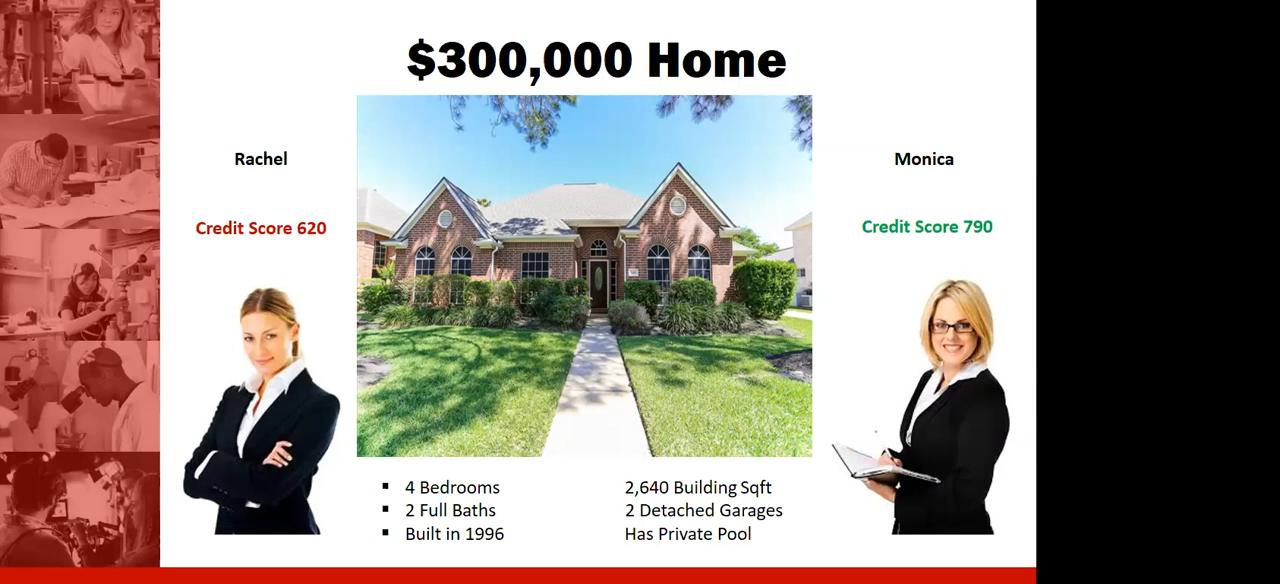 $300,000 Home
Rachel
Credit Score 620
Monica
Credit Score 790
▪ 4 Bedrooms
▪ 2 Full Baths
▪ Built in 1996
2,640 Building Sqft
2 Detached Garages
Has Private Pool